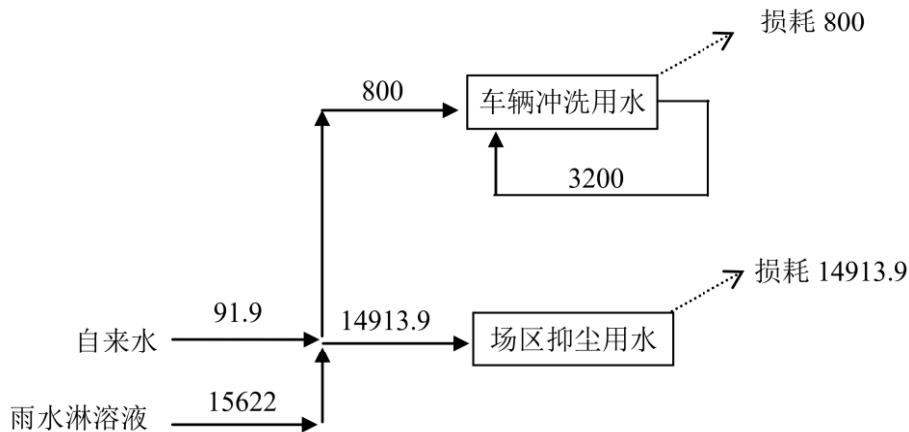 损耗 800
800
车辆冲洗用水
3200
损耗 14913.9
91.9
14913.9
自来水
场区抑尘用水
15622
雨水淋溶液